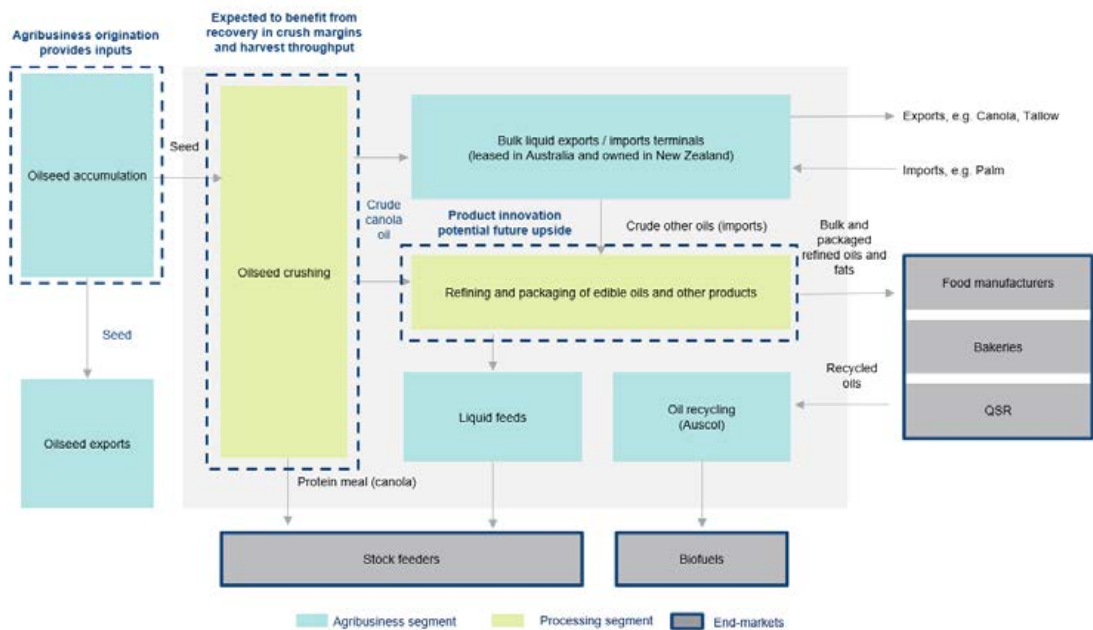 Expected to benefit from
recovery in crush margins
and harvest throughput
Agribusiness origination
provides inputs
Oilseed accumulation
Seed
Seed
Oilseed exports
Oilseed crushing
Crude
canola
oil
Bulk liquid exports / imports terminals
(leased in Australia and owned in New Zealand)
Exports, e.g. Canola, Tallow
Imports, e.g. Palm
Product innovation
potential future upside
Crude other oils (imports)
Bulk and
packaged
refined oils and
fats
Refining and packaging of edible oils and other products
Food manufacturers
Bakeries
QSR
Recycled
oils
Liquid feeds
Oil recycling
(Auscol)
Protein meal (canola)
Stock feeders
Biofuels
Agribusiness segment
Processing segment
End-markets